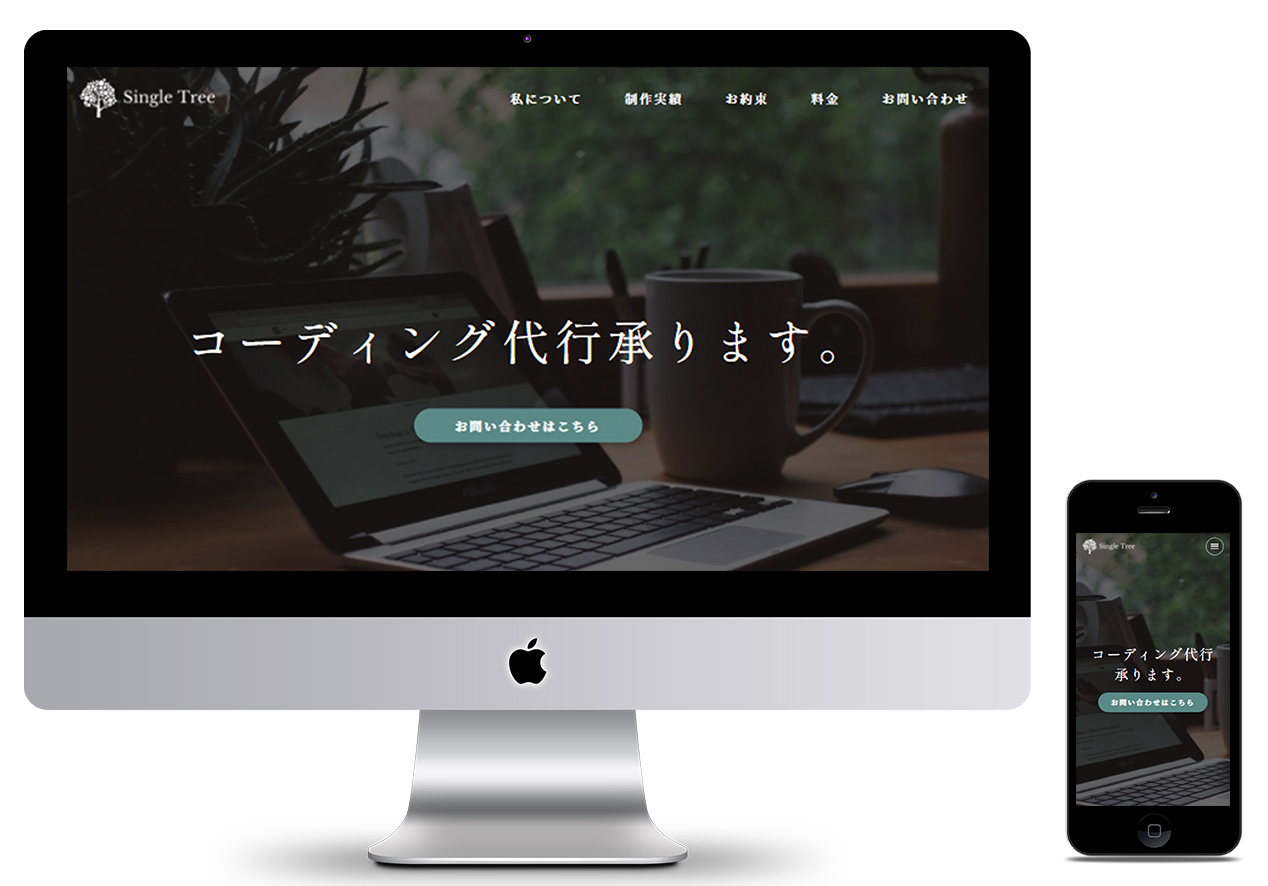 Single Tree
私について 制作実績 お約束 料金 お問い合わせ
コーディング代行承ります。
お問い合わせはこちら
Single Tree
コーディング代行
承ります。
お問い合わせはこちら